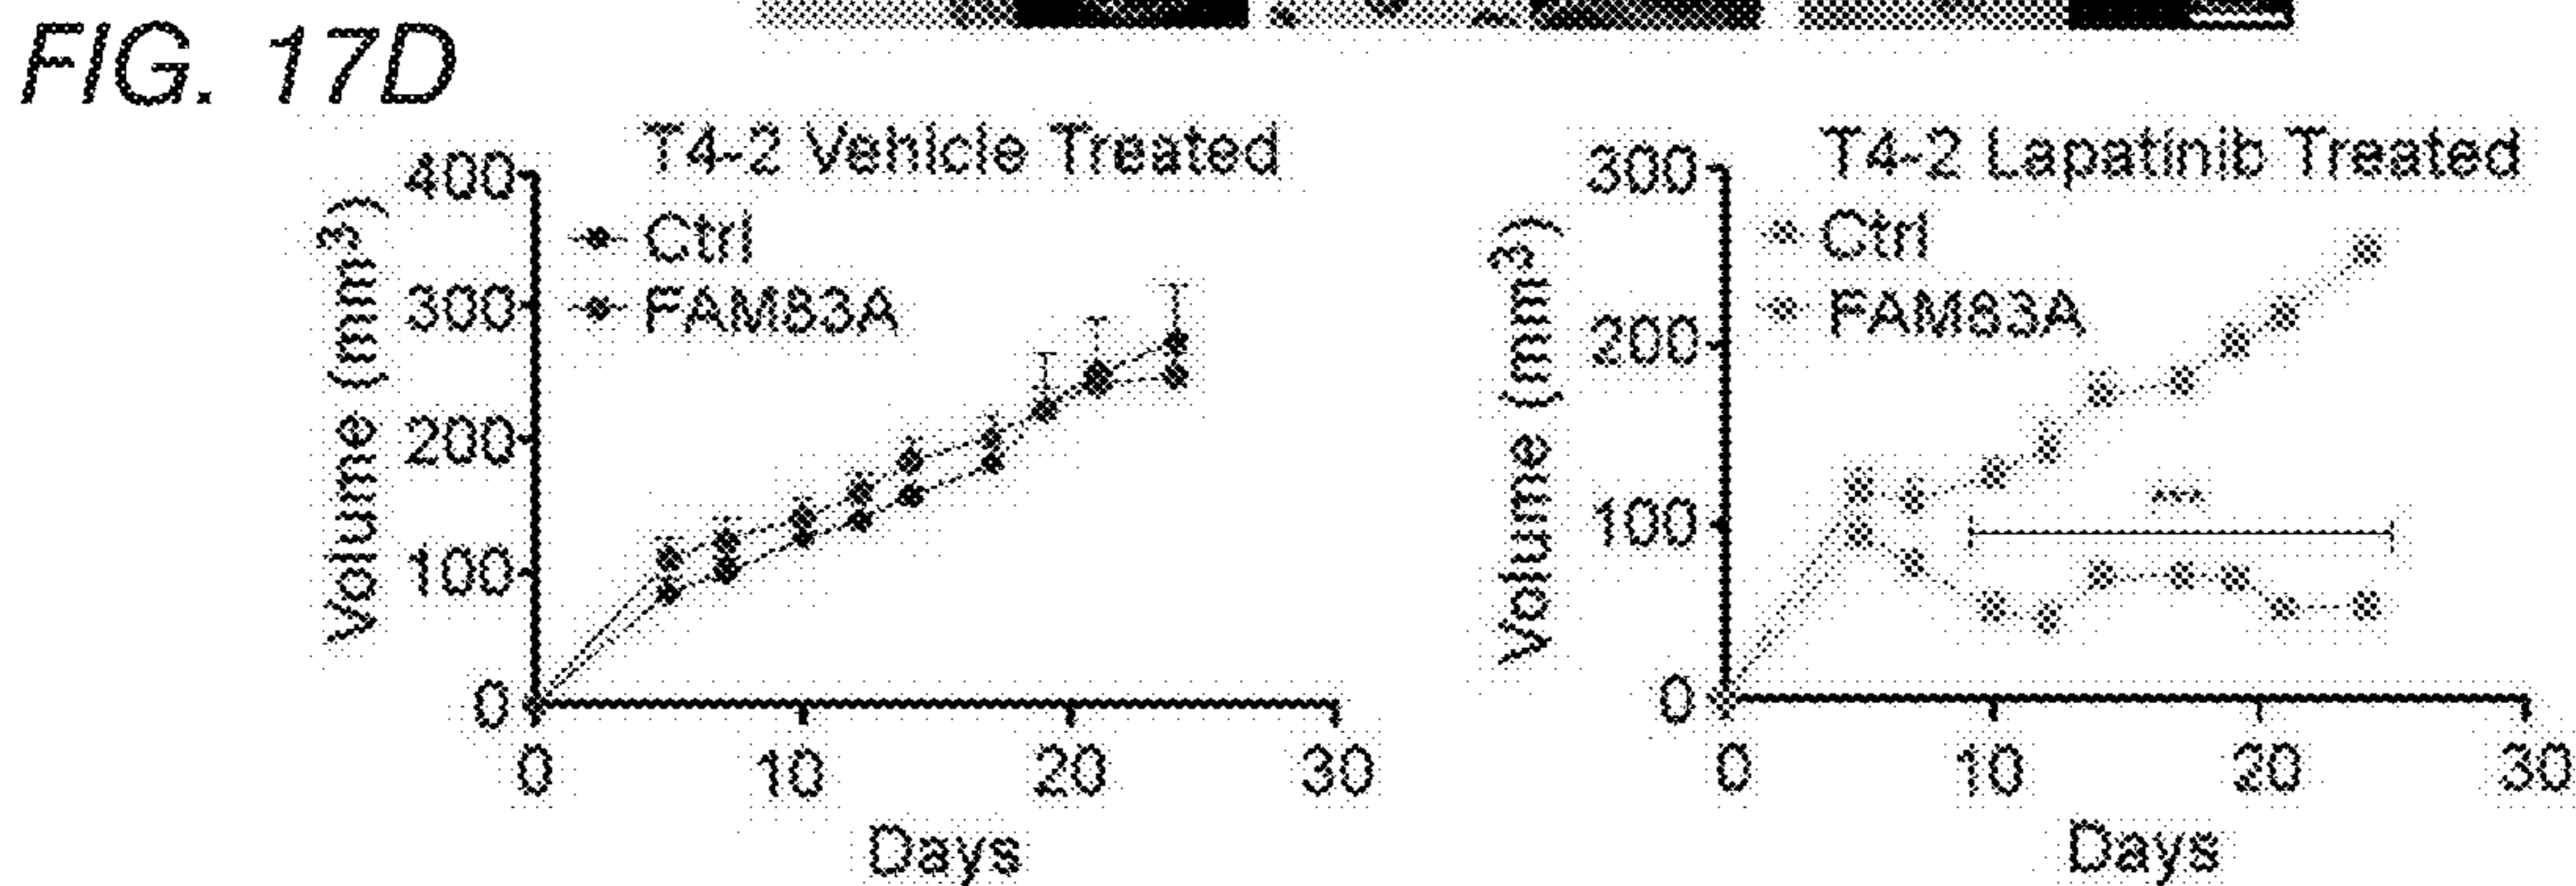 FIG. 17D
T4-2 Vehicle Treated
Ctrl
FAM83A
Volume (mm³)
400
300
200
100
0
0 10 20 30
Days
T4-2 Lapatinib Treated
Ctrl
FAM83A
Volume (mm³)
300
200
100
0
***
0 10 20 30
Days